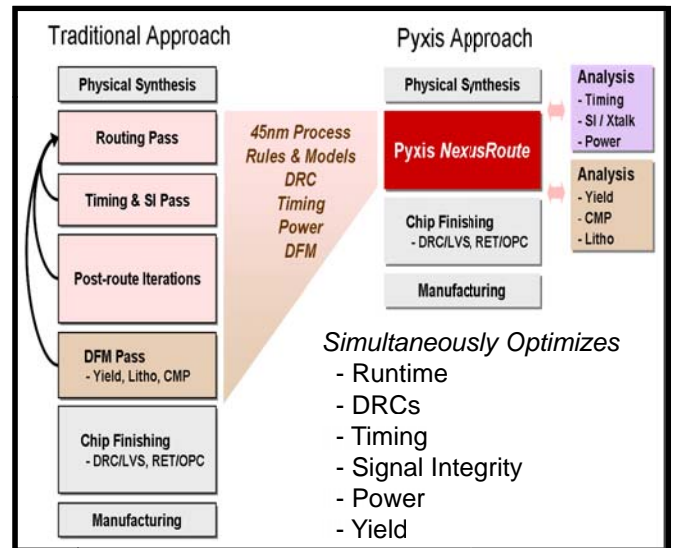 Traditional Approach
Physical Synthesis
Routing Pass
Timing & SI Pass
Post-route Iterations
DFM Pass
- Yield, Litho, CMP
Chip Finishing
- DRC/LVS, RET/OPC
Manufacturing
45nm Process
Rules & Models
DRC
Timing
Power
DFM
Pyxis Approach
Physical Synthesis
Pyxis NexusRoute
Chip Finishing
- DRC/LVS, RET/OPC
Manufacturing
Analysis
- Timing
- SI / Xtalk
- Power
Analysis
- Yield
- CMP
- Litho
Simultaneously Optimizes
- Runtime
- DRCs
- Timing
- Signal Integrity
- Power
- Yield